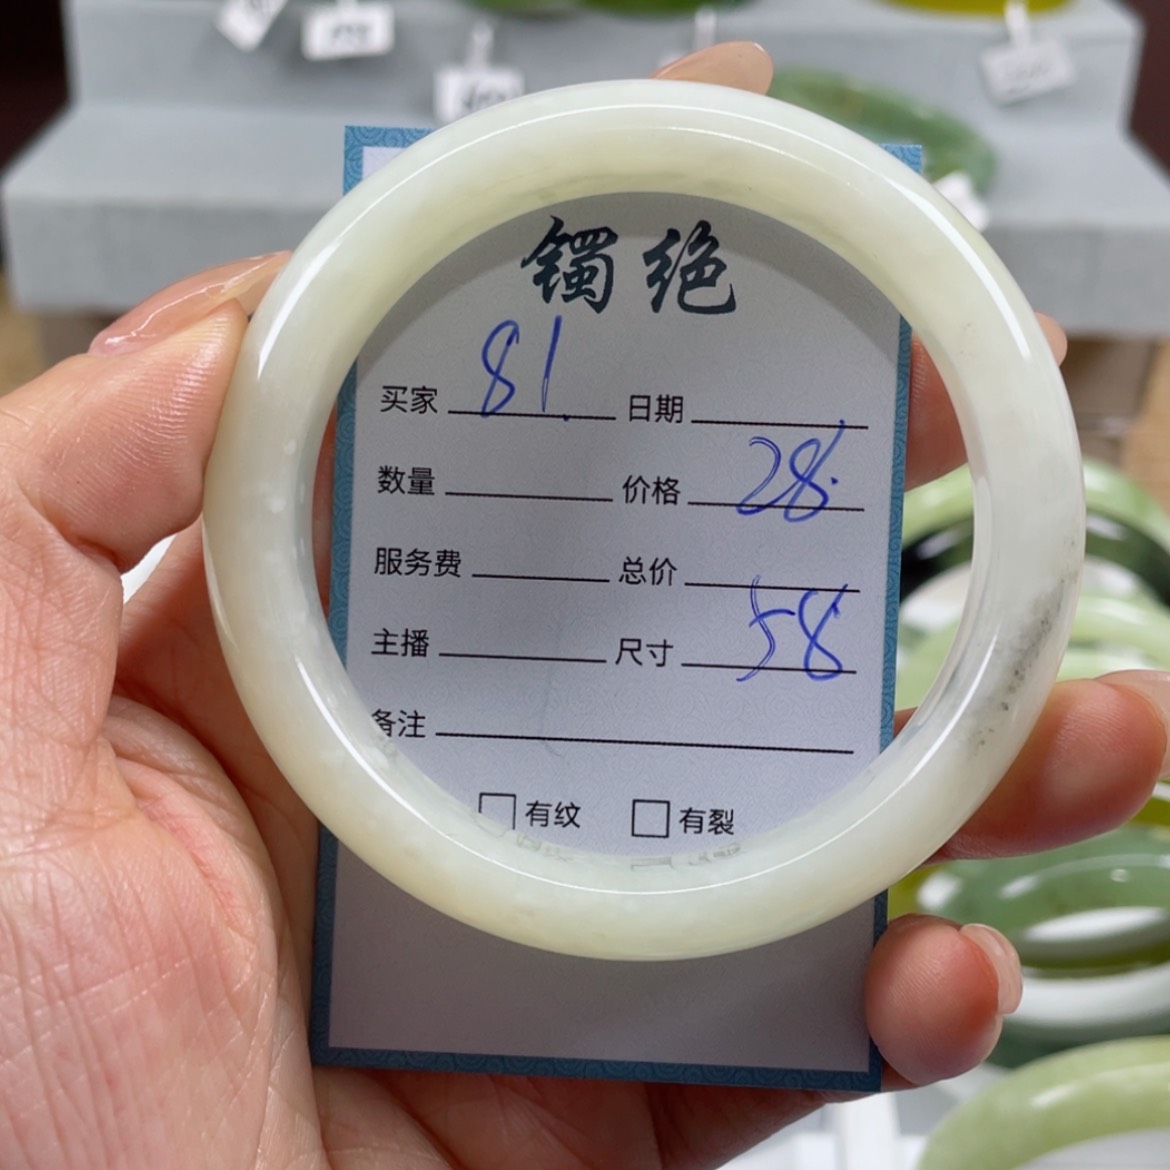 镯绝
买家 81. 日期
数量 价格 28.
服务费 总价
主播 尺寸 58
备注
有纹 有裂